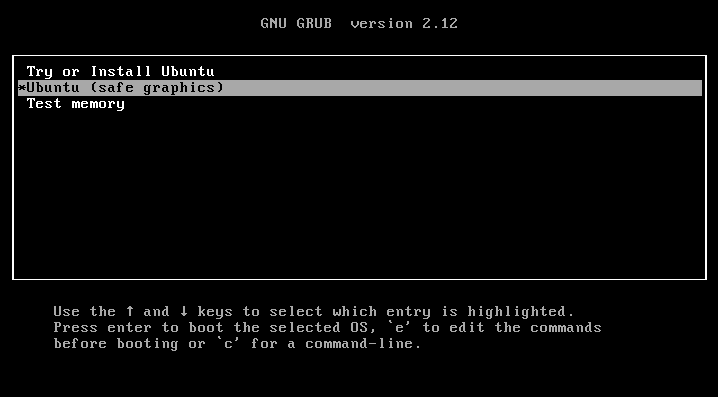 GNU GRUB  version 2.12
Try or Install Ubuntu
*Ubuntu (safe graphics)
Test memory
Use the ↑ and ↓ keys to select which entry is highlighted.
Press enter to boot the selected OS, `e' to edit the commands
before booting or `c' for a command-line.